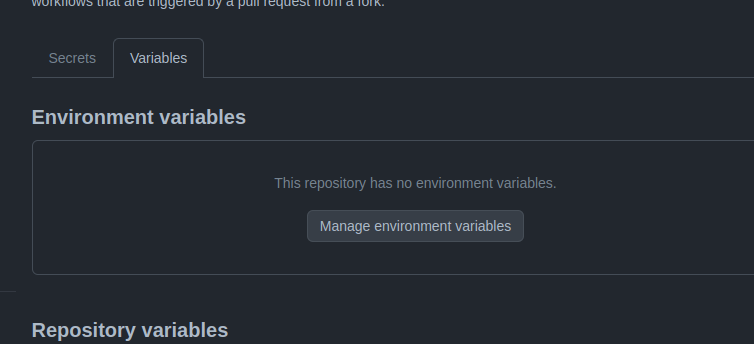 workflows that are triggered by a pull request from a fork.
Secrets
Variables
Environment variables
This repository has no environment variables.
Manage environment variables
Repository variables